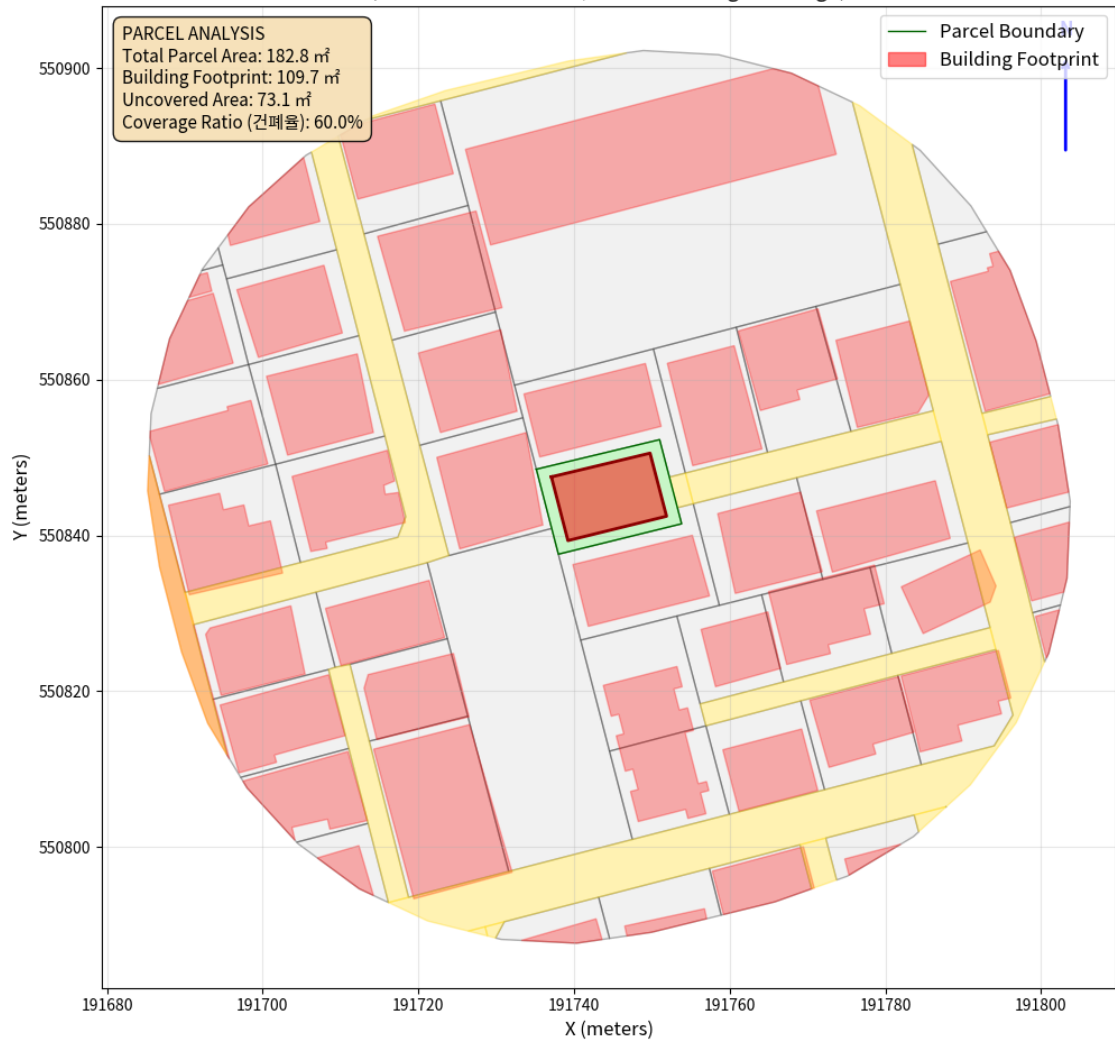 PARCEL ANALYSIS
Total Parcel Area: 182.8 ㎡
Building Footprint: 109.7 ㎡
Uncovered Area: 73.1 ㎡
Coverage Ratio (건폐율): 60.0%
Parcel Boundary
Building Footprint
N
550900
550880
550860
550840
550820
550800
Y (meters)
191680 191700 191720 191740 191760 191780 191800
X (meters)